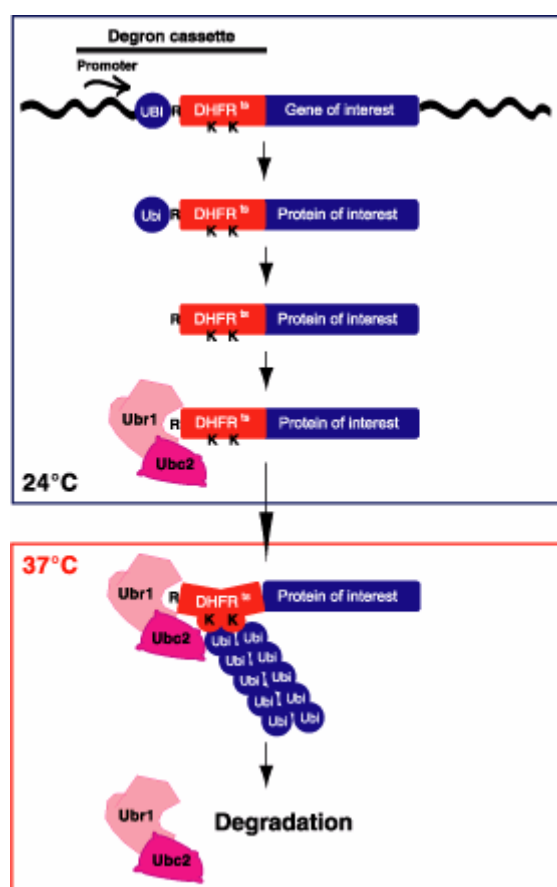 Degron cassette
Promoter
UBI R DHFR ts Gene of interest
K K
Ubi R DHFR ts Protein of interest
K K
R DHFR ts Protein of interest
K K
Ubr1 R DHFR ts Protein of interest
K K
Ubc2
24°C
37°C
Ubr1 R DHFR ts Protein of interest
K K
Ubc2 Ubi Ubi
Ubi Ubi
Ubi Ubi
Ubi Ubi
Ubi Ubi
Ubi Ubi
Ubr1 Degradation
Ubc2